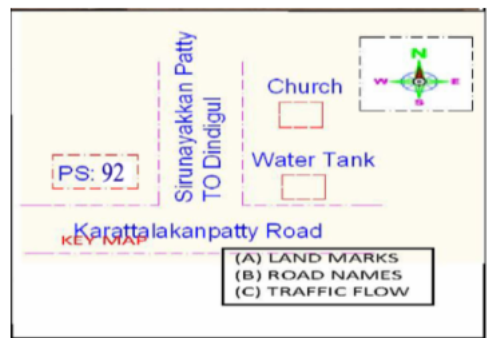 N
W E
S
Church
Sirunayakkan Patty
TO Dindigul
Water Tank
PS: 92
Karattalakanpatty Road
KEY MAP
(A) LAND MARKS
(B) ROAD NAMES
(C) TRAFFIC FLOW